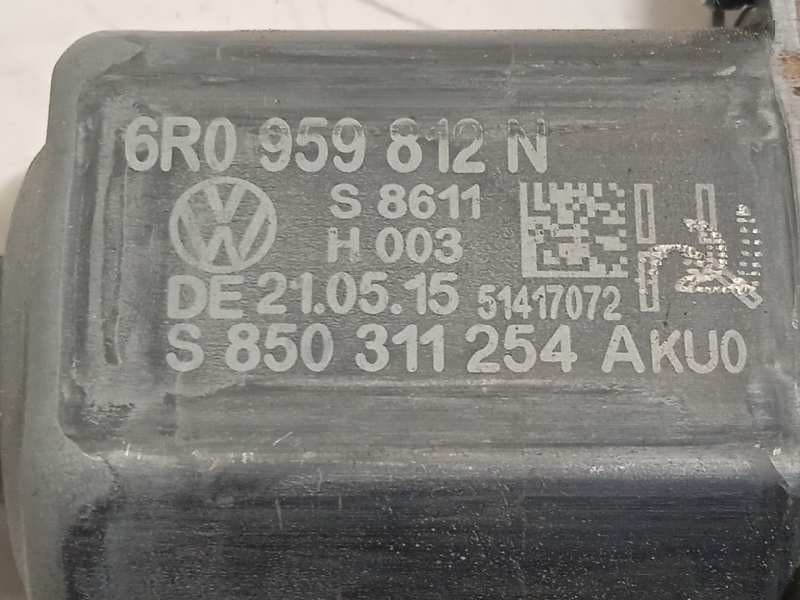 6R0 959 812 N
S 8611
H 003
DE 21.05.15 51417072
S 850 311 254 AKU0